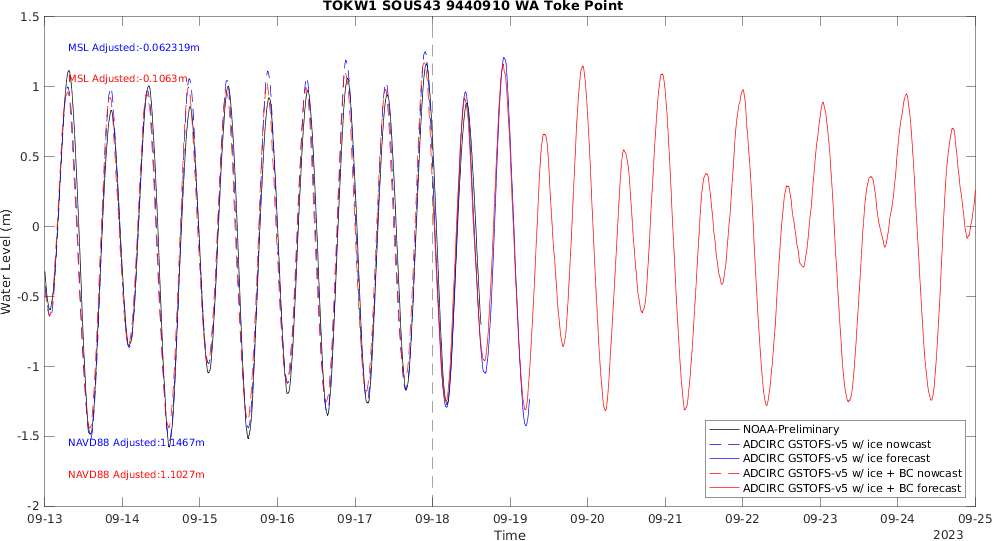 TOKW1 SOUS43 9440910 WA Toke Point
1.5
1
0.5
0
-0.5
-1
-1.5
-2
Water Level (m)
MSL Adjusted:-0.062319m
MSL Adjusted:-0.1063m
NAVD88 Adjusted:1.1467m
NAVD88 Adjusted:1.1027m
NOAA-Preliminary
ADCIRC GSTOFS-v5 w/ ice nowcast
ADCIRC GSTOFS-v5 w/ ice forecast
ADCIRC GSTOFS-v5 w/ ice + BC nowcast
ADCIRC GSTOFS-v5 w/ ice + BC forecast
09-13 09-14 09-15 09-16 09-17 09-18 09-19 09-20 09-21 09-22 09-23 09-24 09-25
Time
2023